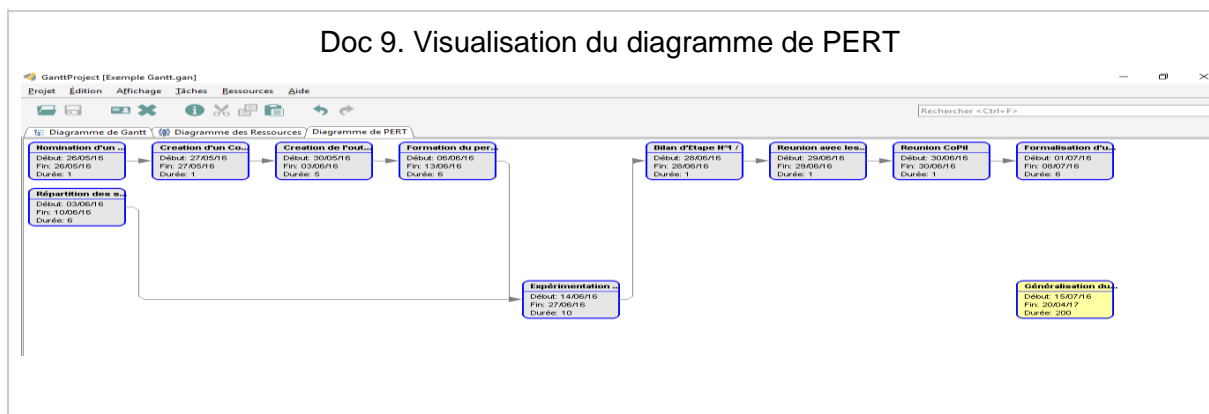 Doc 9. Visualisation du diagramme de PERT
GanttProject [Exemple Gantt.gan]
Projet Édition Affichage Tâches Ressources Aide
Rechercher <Ctrl+F>
Diagramme de Gantt Diagramme des Ressources Diagramme de PERT
Nomination d'un ...
Début: 26/05/16
Fin: 26/05/16
Durée: 1
Creation d'un Co...
Début: 27/05/16
Fin: 27/05/16
Durée: 1
Creation de l'out...
Début: 30/05/16
Fin: 03/06/16
Durée: 5
Formation du per...
Début: 06/06/16
Fin: 13/06/16
Durée: 6
Bilan d'Etape N°1 /
Début: 28/06/16
Fin: 28/06/16
Durée: 1
Reunion avec les...
Début: 29/06/16
Fin: 29/06/16
Durée: 1
Reunion CoPil
Début: 30/06/16
Fin: 30/06/16
Durée: 1
Formalisation d'u...
Début: 01/07/16
Fin: 08/07/16
Durée: 6
Répartition des s...
Début: 03/06/16
Fin: 10/06/16
Durée: 6
Expérimentation ...
Début: 14/06/16
Fin: 27/06/16
Durée: 10
Généralisation du...
Début: 15/07/16
Fin: 20/04/17
Durée: 200